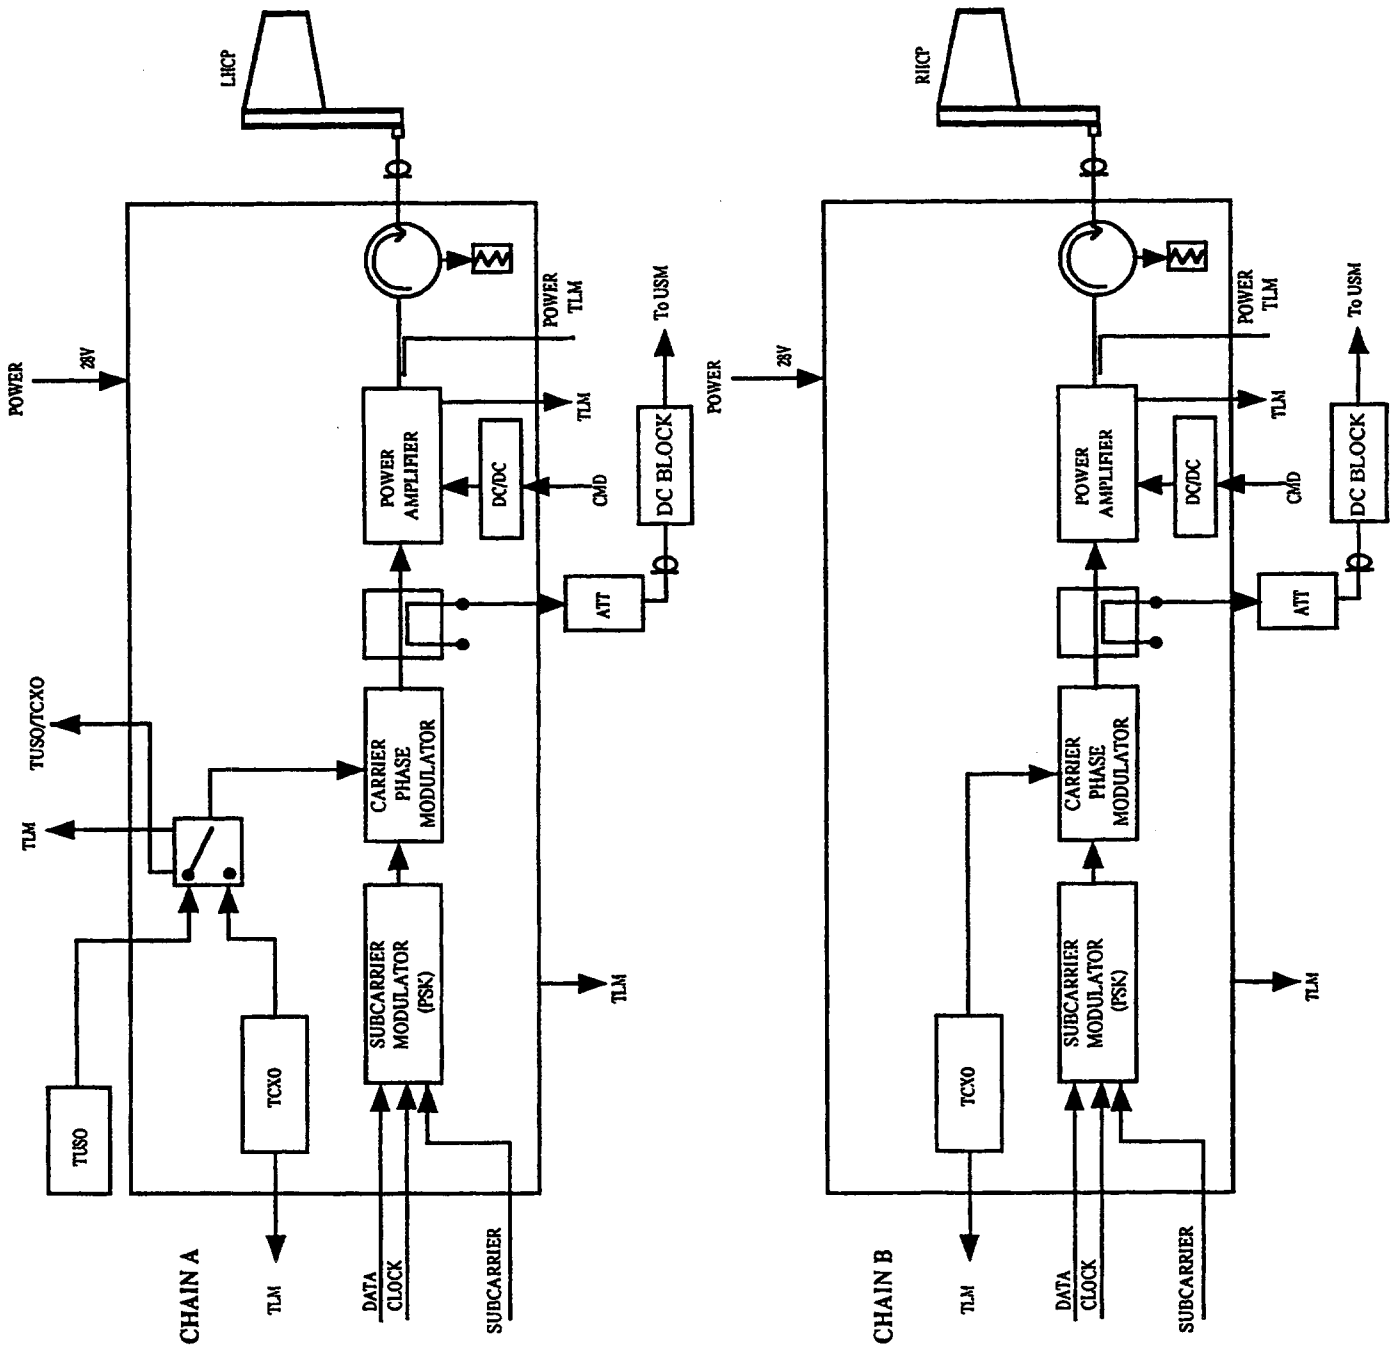 CHAIN A
TUSO
TLM
TCXO
DATA
CLOCK
SUBCARRIER
SUBCARRIER
MODULATOR
(PSK)
TLM
TLM
TUSO/TCXO
CARRIER
PHASE
MODULATOR
ATT
DC BLOCK
To USM
POWER
28V
POWER
AMPLIFIER
DC/DC
CMD
TLM
POWER
TLM
LHCP
CHAIN B
TLM
TCXO
DATA
CLOCK
SUBCARRIER
SUBCARRIER
MODULATOR
(PSK)
TLM
CARRIER
PHASE
MODULATOR
ATT
DC BLOCK
To USM
POWER
28V
POWER
AMPLIFIER
DC/DC
CMD
TLM
POWER
TLM
RHCP